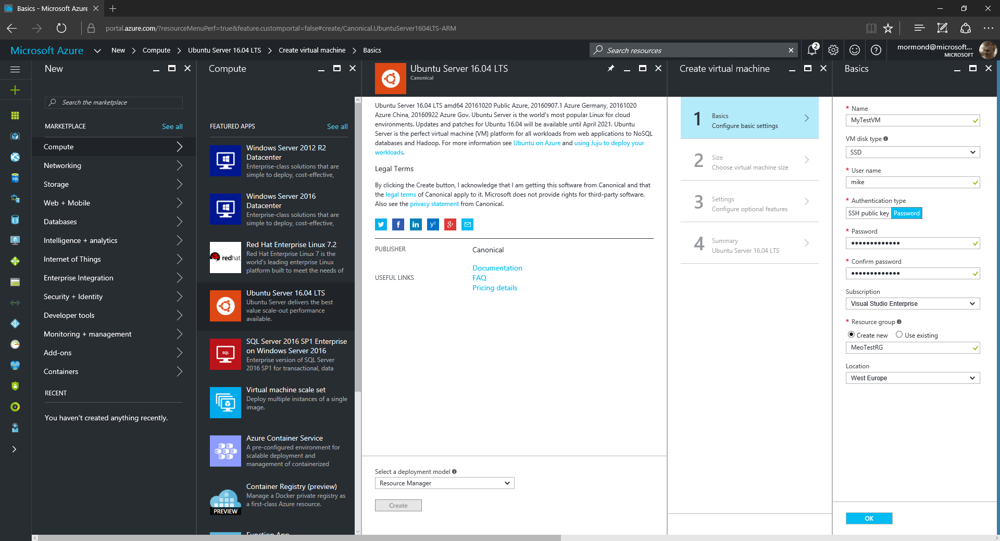 Basics - Microsoft Azure
portal.azure.com/?resourceMenuPerf=true&feature.customportal=false#create/Canonical.UbuntuServer1604LTS-ARM
Microsoft Azure New Compute Ubuntu Server 16.04 LTS Create virtual machine Basics
Search resources
2
mormond@microsoft...
MICROSOFT
New
Search the marketplace
MARKETPLACE See all
Compute
Networking
Storage
Web + Mobile
Databases
Intelligence + analytics
Internet of Things
Enterprise Integration
Security + Identity
Developer tools
Monitoring + management
Add-ons
Containers
RECENT
You haven't created anything recently.
SQL
Compute
FEATURED APPS See all
Windows Server 2012 R2
Datacenter
Enterprise-class solutions that are
simple to deploy, cost-effective,
Windows Server 2016
Datacenter
Enterprise-class solutions that are
simple to deploy, cost-effective,
redhat.
Red Hat Enterprise Linux 7.2
Red Hat Enterprise Linux 7 is the
world's leading enterprise Linux
platform built to meet the needs of
Ubuntu Server 16.04 LTS
Ubuntu Server delivers the best
value scale-out performance
available.
SQL
SQL Server 2016 SP1 Enterprise
on Windows Server 2016
Enterprise version of SQL Server
2016 SP1 for transactional, data
Virtual machine scale set
Deploy multiple instances of a single
image.
Azure Container Service
A pre-configured environment for
scalable deployment and
management of containerized
Container Registry (preview)
Manage a Docker private registry as
a first-class Azure resource.
PREVIEW
Function App
Ubuntu Server 16.04 LTS
Canonical
Ubuntu Server 16.04 LTS amd64 20161020 Public Azure, 20160907.1 Azure Germany, 20161020
Azure China, 20160922 Azure Gov. Ubuntu Server is the world's most popular Linux for cloud
environments. Updates and patches for Ubuntu 16.04 will be available until April 2021. Ubuntu
Server is the perfect virtual machine (VM) platform for all workloads from web applications to NoSQL
databases and Hadoop. For more information see Ubuntu on Azure and using Juju to deploy your
workloads.
Legal Terms
By clicking the Create button, I acknowledge that I am getting this software from Canonical and that
the legal terms of Canonical apply to it. Microsoft does not provide rights for third-party software.
Also see the privacy statement from Canonical.
PUBLISHER Canonical
USEFUL LINKS
Documentation
FAQ
Pricing details
Select a deployment model
Resource Manager
Create
Create virtual machine
1 Basics
Configure basic settings
2 Size
Choose virtual machine size
3 Settings
Configure optional features
4 Summary
Ubuntu Server 16.04 LTS
Basics
* Name
MyTestVM
VM disk type
SSD
* User name
mike
* Authentication type
SSH public key Password
* Password
•••••••••••••
* Confirm password
•••••••••••••
Subscription
Visual Studio Enterprise
* Resource group
Create new Use existing
MeoTestRG
Location
West Europe
OK